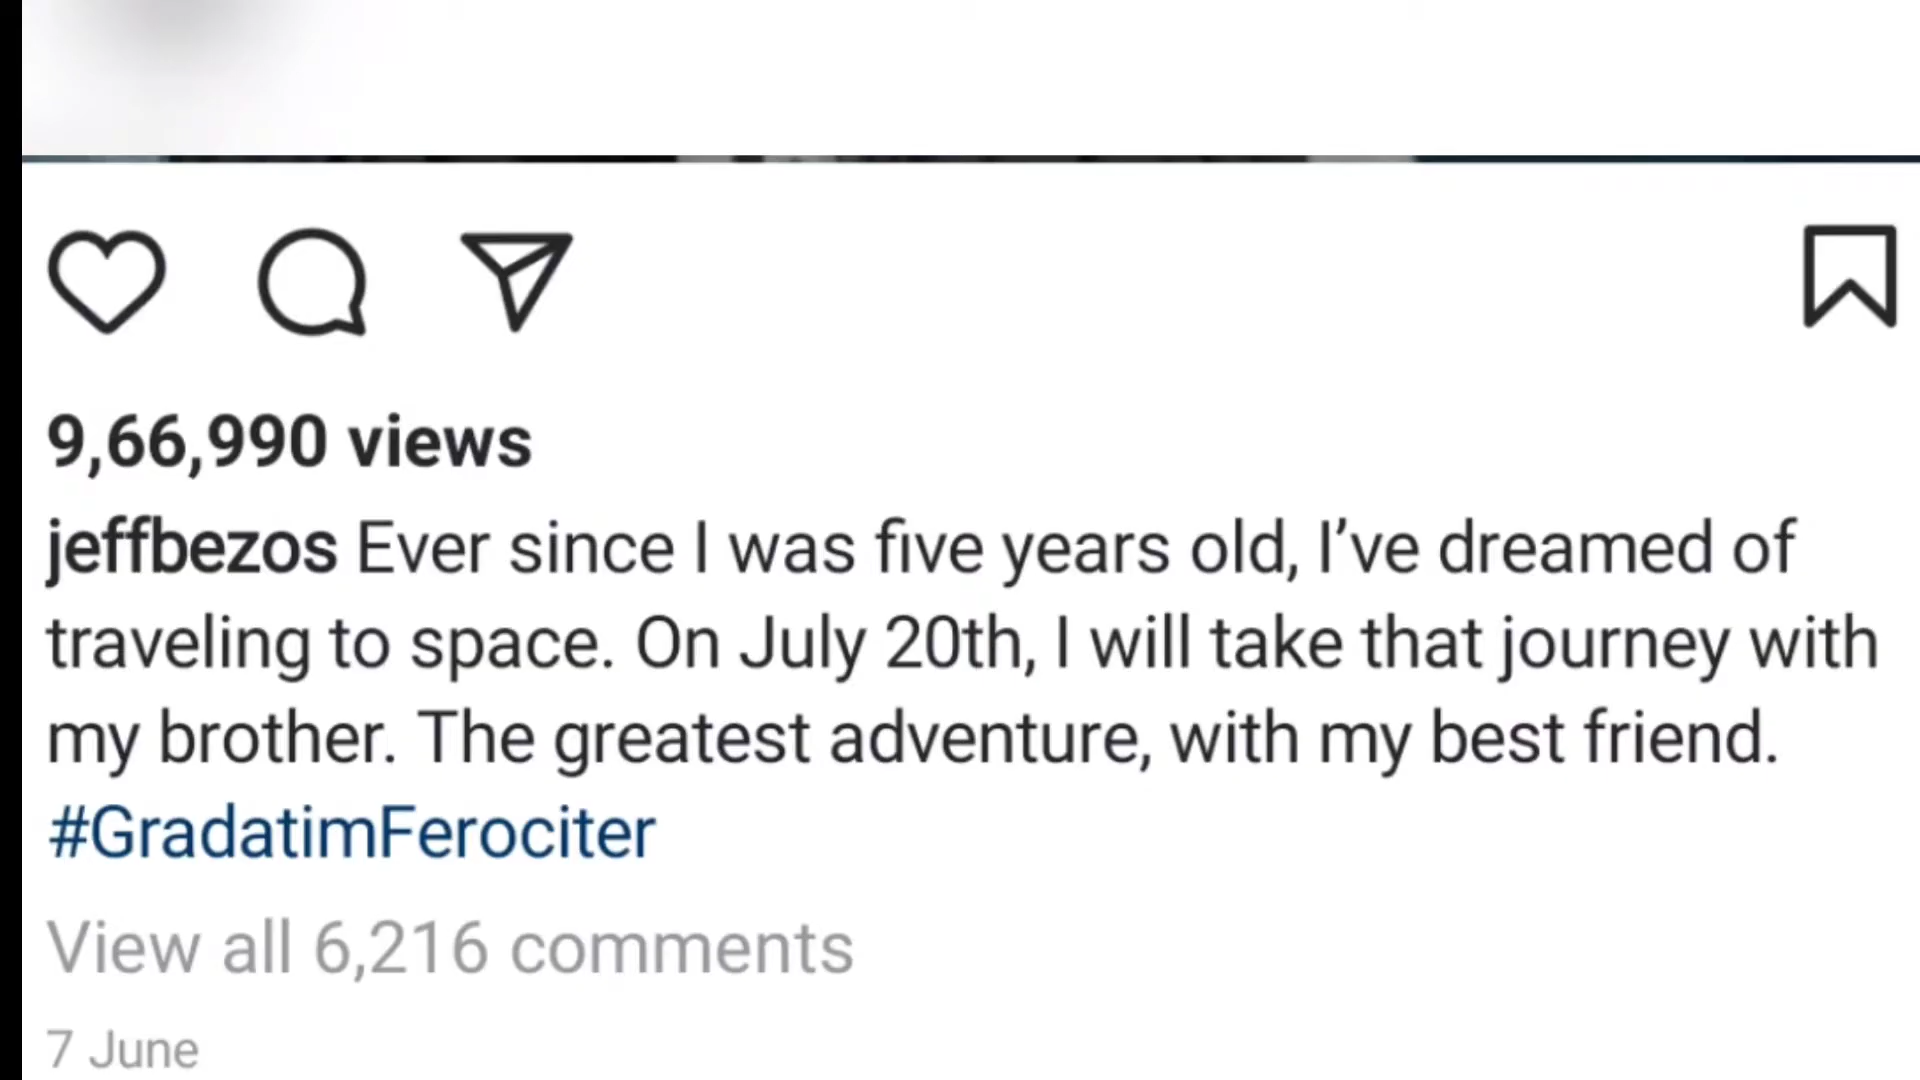 9,66,990 views
jeffbezos Ever since I was five years old, I’ve dreamed of
traveling to space. On July 20th, I will take that journey with
my brother. The greatest adventure, with my best friend.
#GradatimFerociter
View all 6,216 comments
7 June